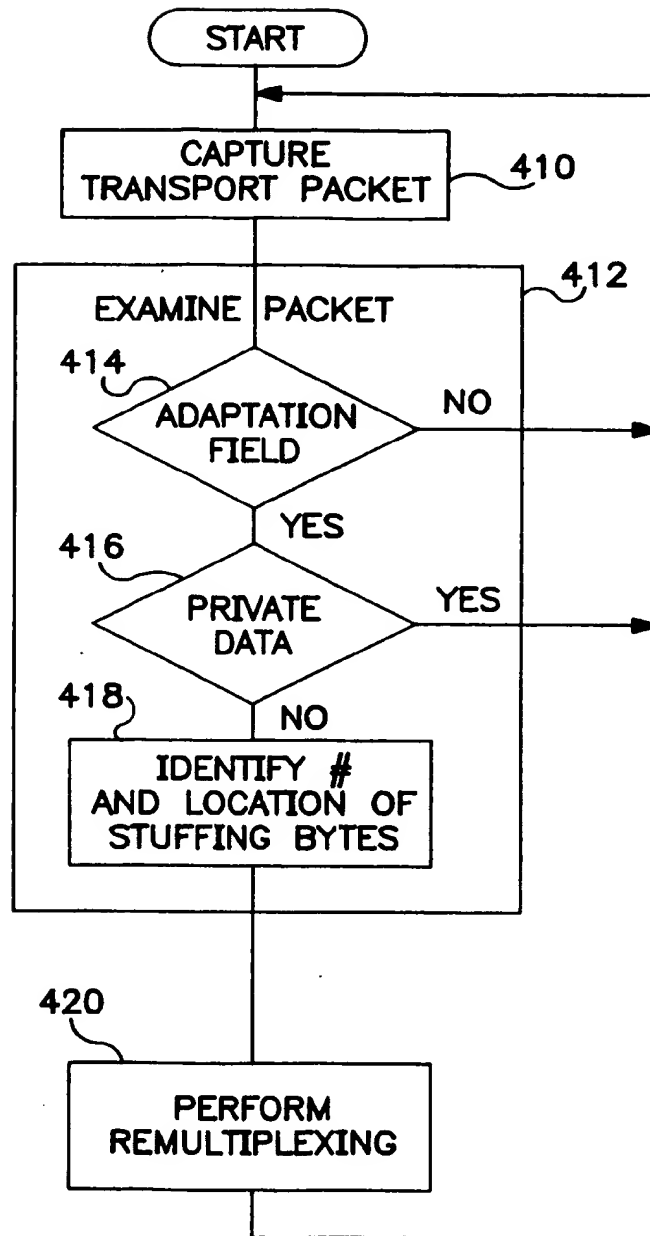 START
CAPTURE
TRANSPORT PACKET
410
412
EXAMINE PACKET
414
ADAPTATION
FIELD
NO
YES
416
PRIVATE
DATA
YES
418
NO
IDENTIFY #
AND LOCATION OF
STUFFING BYTES
420
PERFORM
REMULTIPLEXING